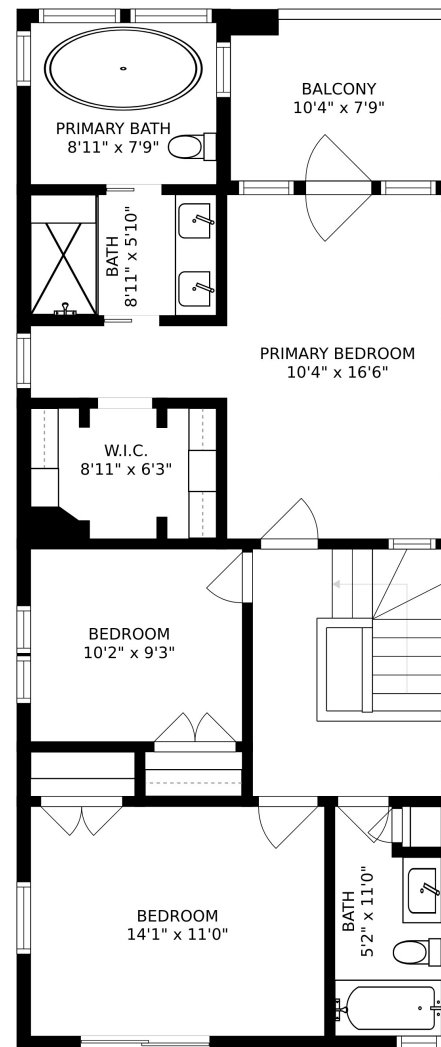 BALCONY
10'4" x 7'9"
PRIMARY BATH
8'11" x 7'9"
BATH
8'11" x 5'10"
PRIMARY BEDROOM
10'4" x 16'6"
W.I.C.
8'11" x 6'3"
BEDROOM
10'2" x 9'3"
BEDROOM
14'1" x 11'0"
BATH
5'2" x 11'0"